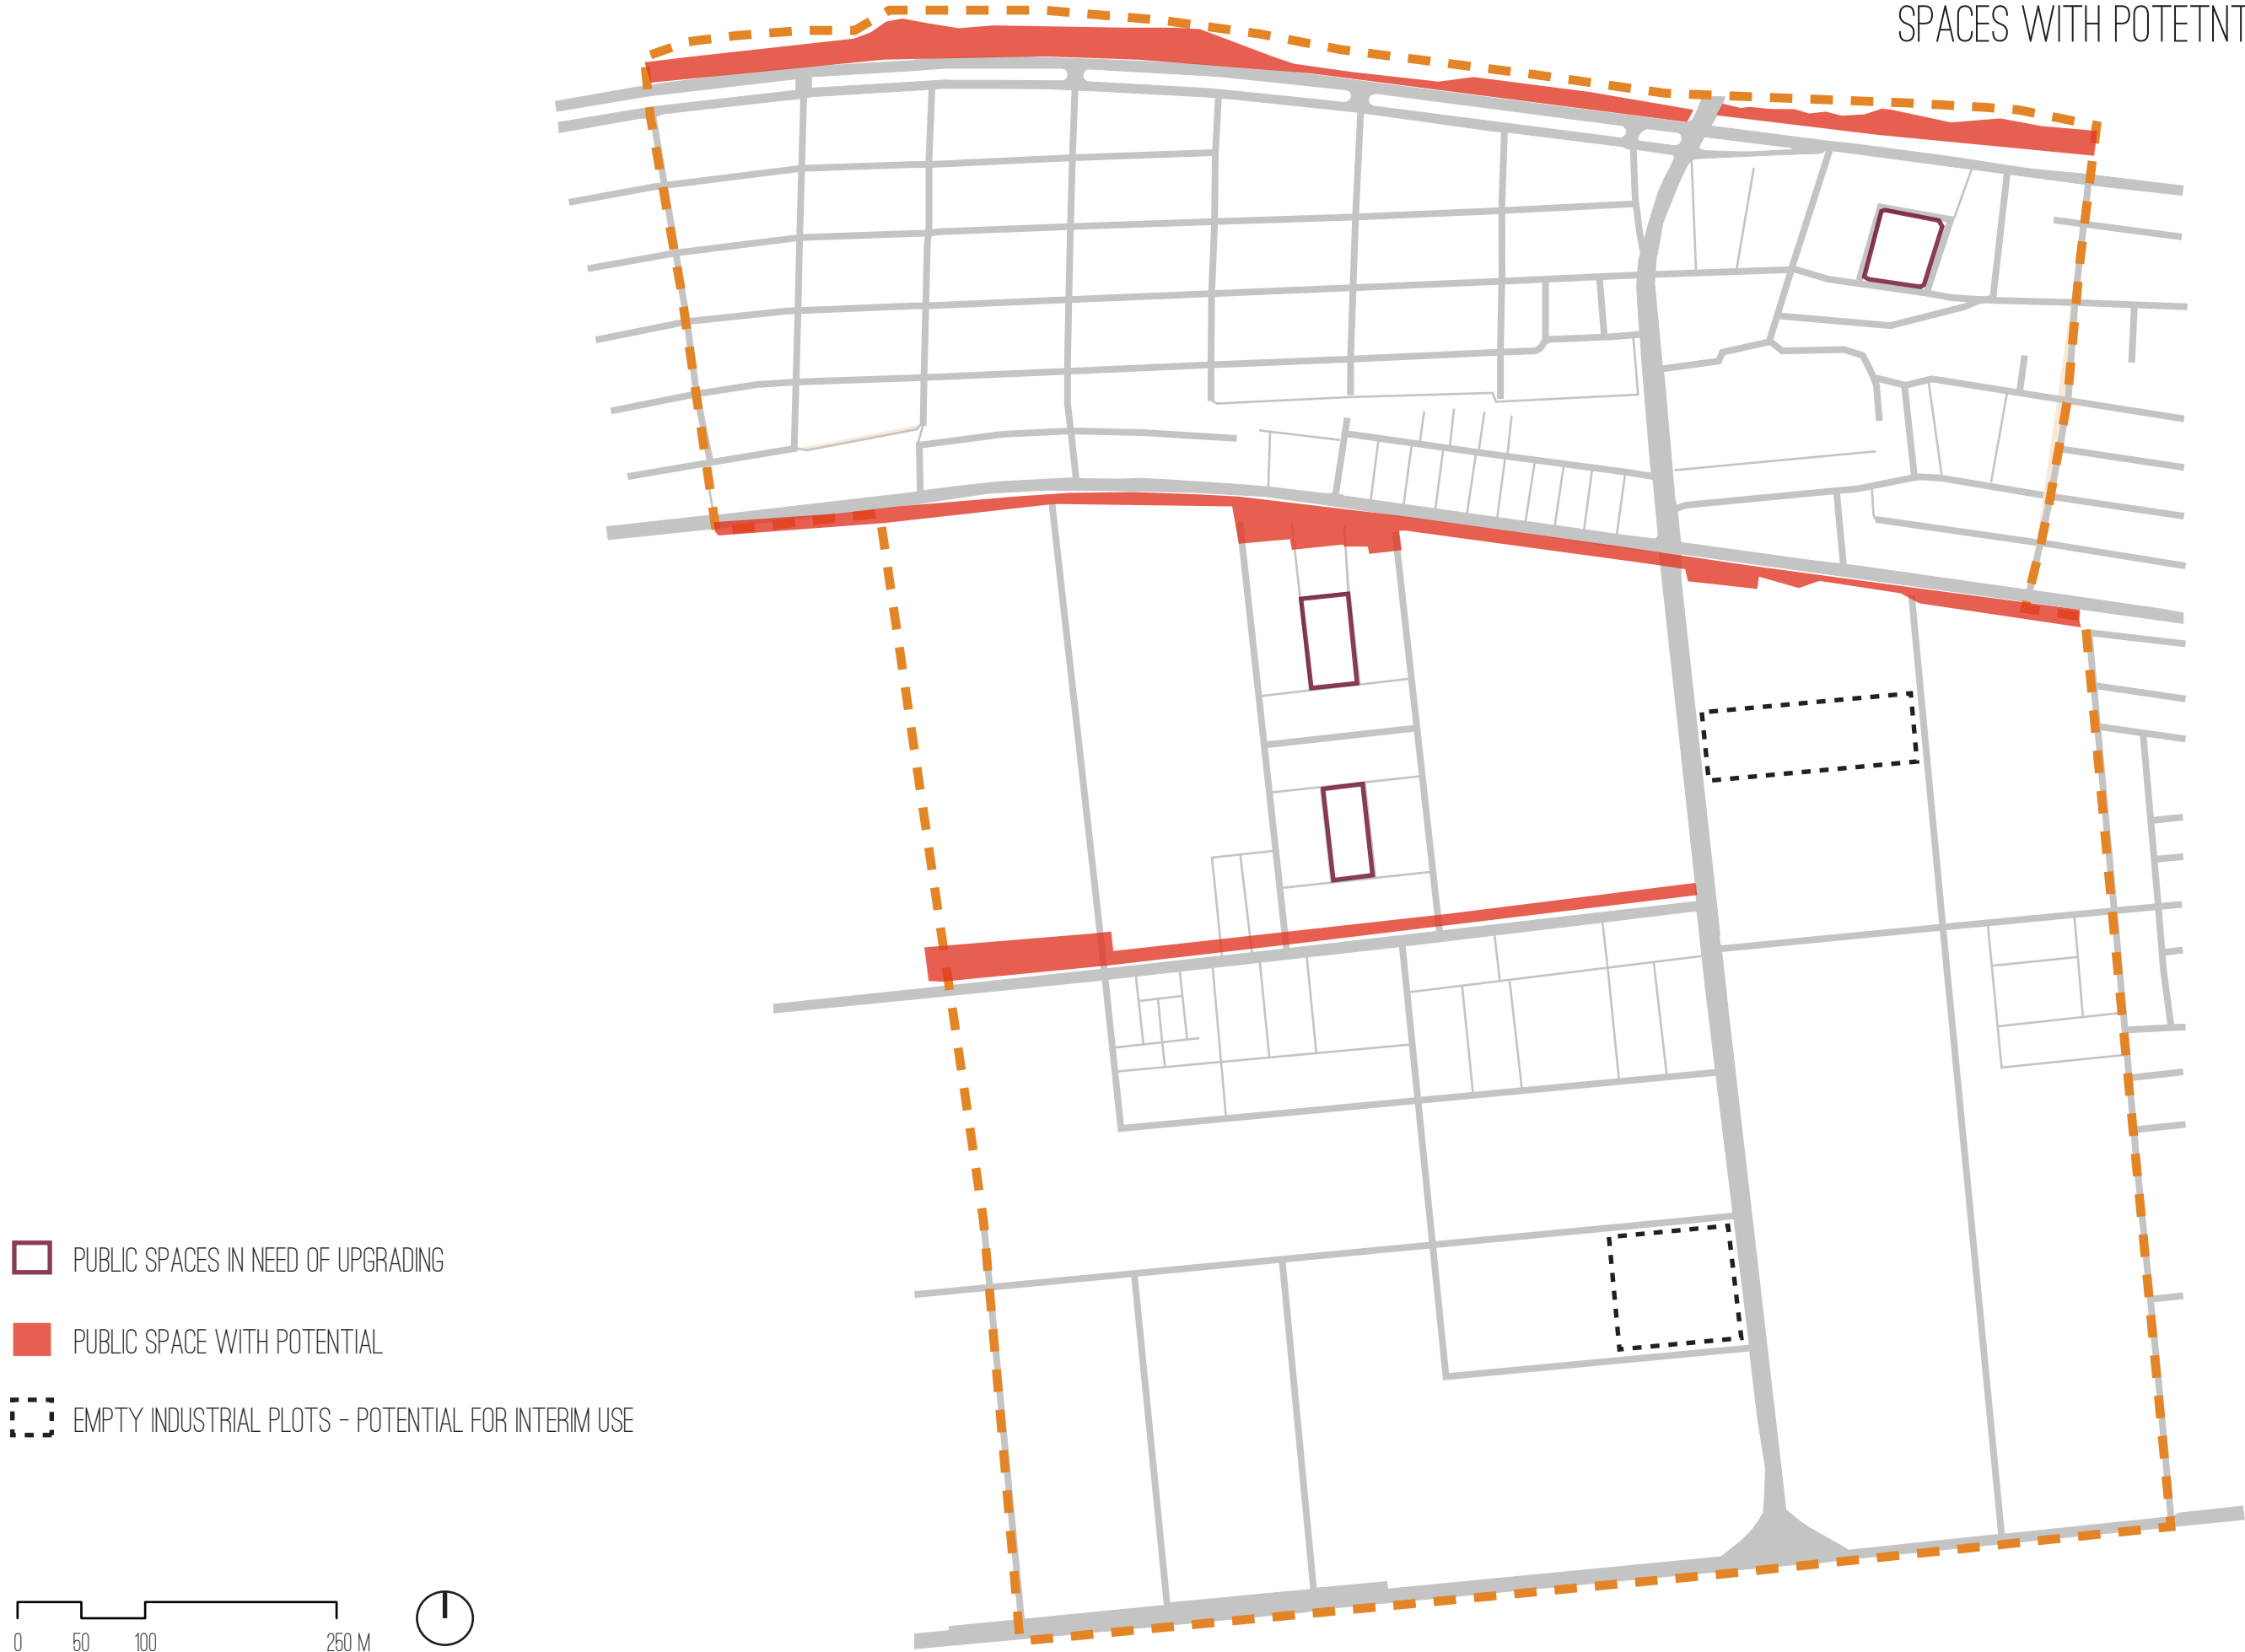 SPACES WITH POTETNT
PUBLIC SPACES IN NEED OF UPGRADING
PUBLIC SPACE WITH POTENTIAL
EMPTY INDUSTRIAL PLOTS - POTENTIAL FOR INTERIM USE
0 50 100 250 M